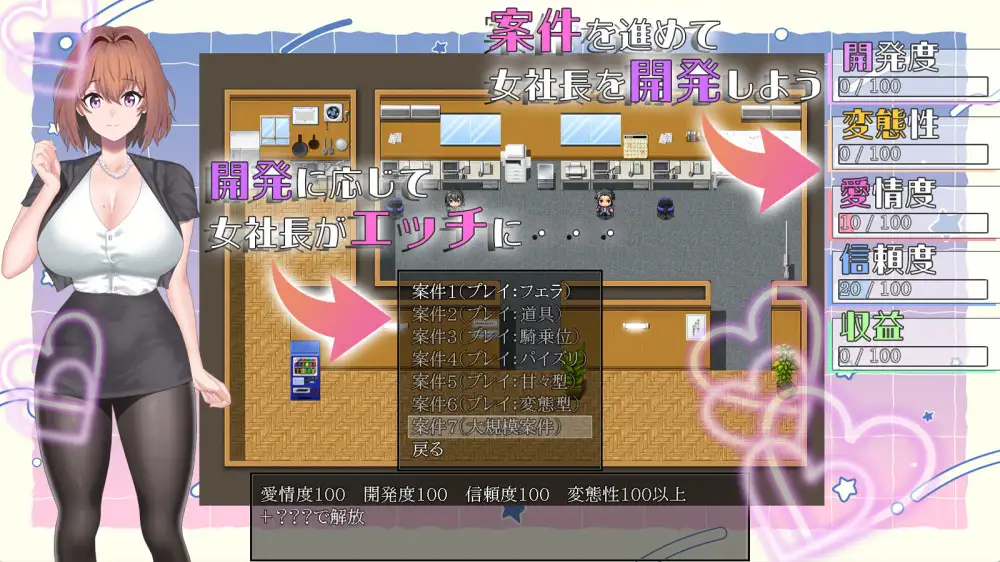 案件を進めて
女社長を開発しよう
開発に応じて
女社長がエッチに
開発度
0 / 100
変態性
0 / 100
愛情度
10 / 100
信頼度
20 / 100
収益
0 / 100
案件1(プレイ:フェラ)
案件2(プレイ:道具)
案件3(プレイ:騎乗位)
案件4(プレイ:パイズリ)
案件5(プレイ:甘々型)
案件6(プレイ:変態型)
案件7(大規模案件)
戻る
愛情度100 開発度100 信頼度100 変態性100以上
+???で解放